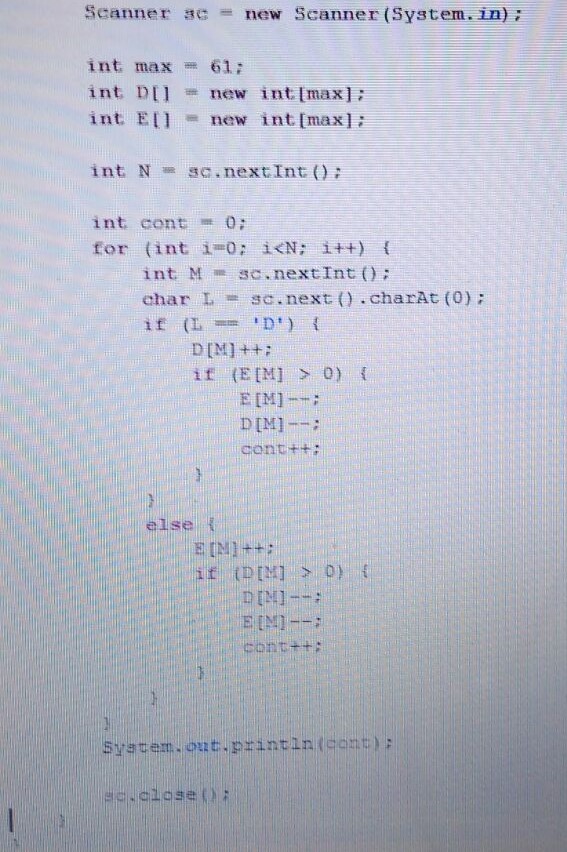 Scanner sc = new Scanner(System.in);
int max = 61;
int D[] = new int[max];
int E[] = new int[max];
int N = sc.nextInt();
int cont = 0;
for (int i=0; i<N; i++) {
int M = sc.nextInt();
char L = sc.next().charAt(0);
if (L == 'D') {
D[M]++;
if (E[M] > 0) {
E[M]--;
D[M]--;
cont++;
}
}
else {
E[M]++;
if (D[M] > 0) {
D[M]--;
E[M]--;
cont++;
}
}
}
System.out.println(cont);
sc.close();
}
}